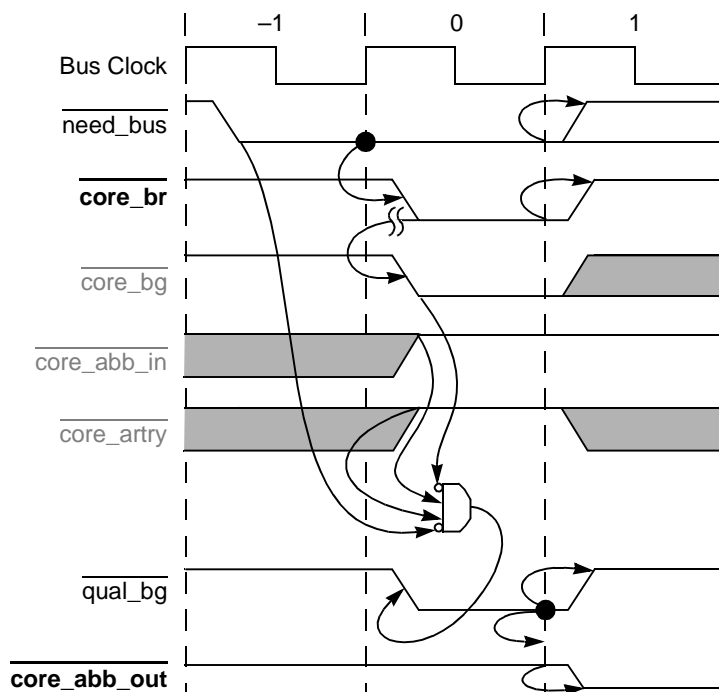 –1 0 1
Bus Clock
need_bus
core_br
core_bg
core_abb_in
core_artry
qual_bg
core_abb_out